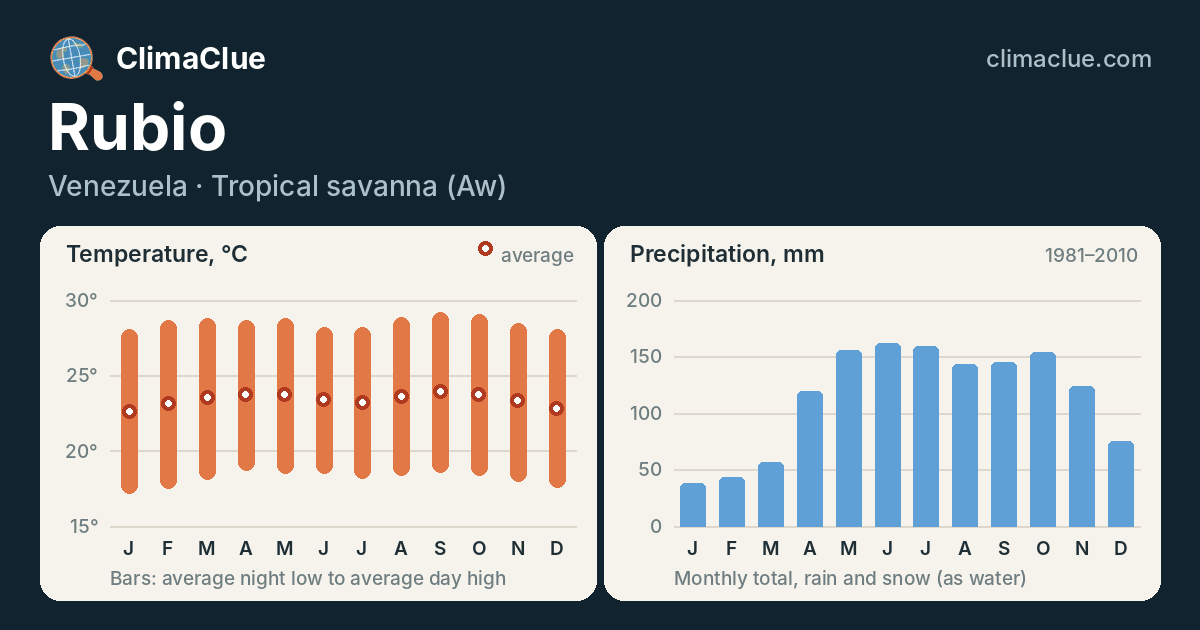 ClimaClue
climaclue.com
Rubio
Venezuela · Tropical savanna (Aw)
Temperature, °C
average
30°
25°
20°
15°
J F M A M J J A S O N D
Bars: average night low to average day high
Precipitation, mm
1981–2010
200
150
100
50
0
J F M A M J J A S O N D
Monthly total, rain and snow (as water)